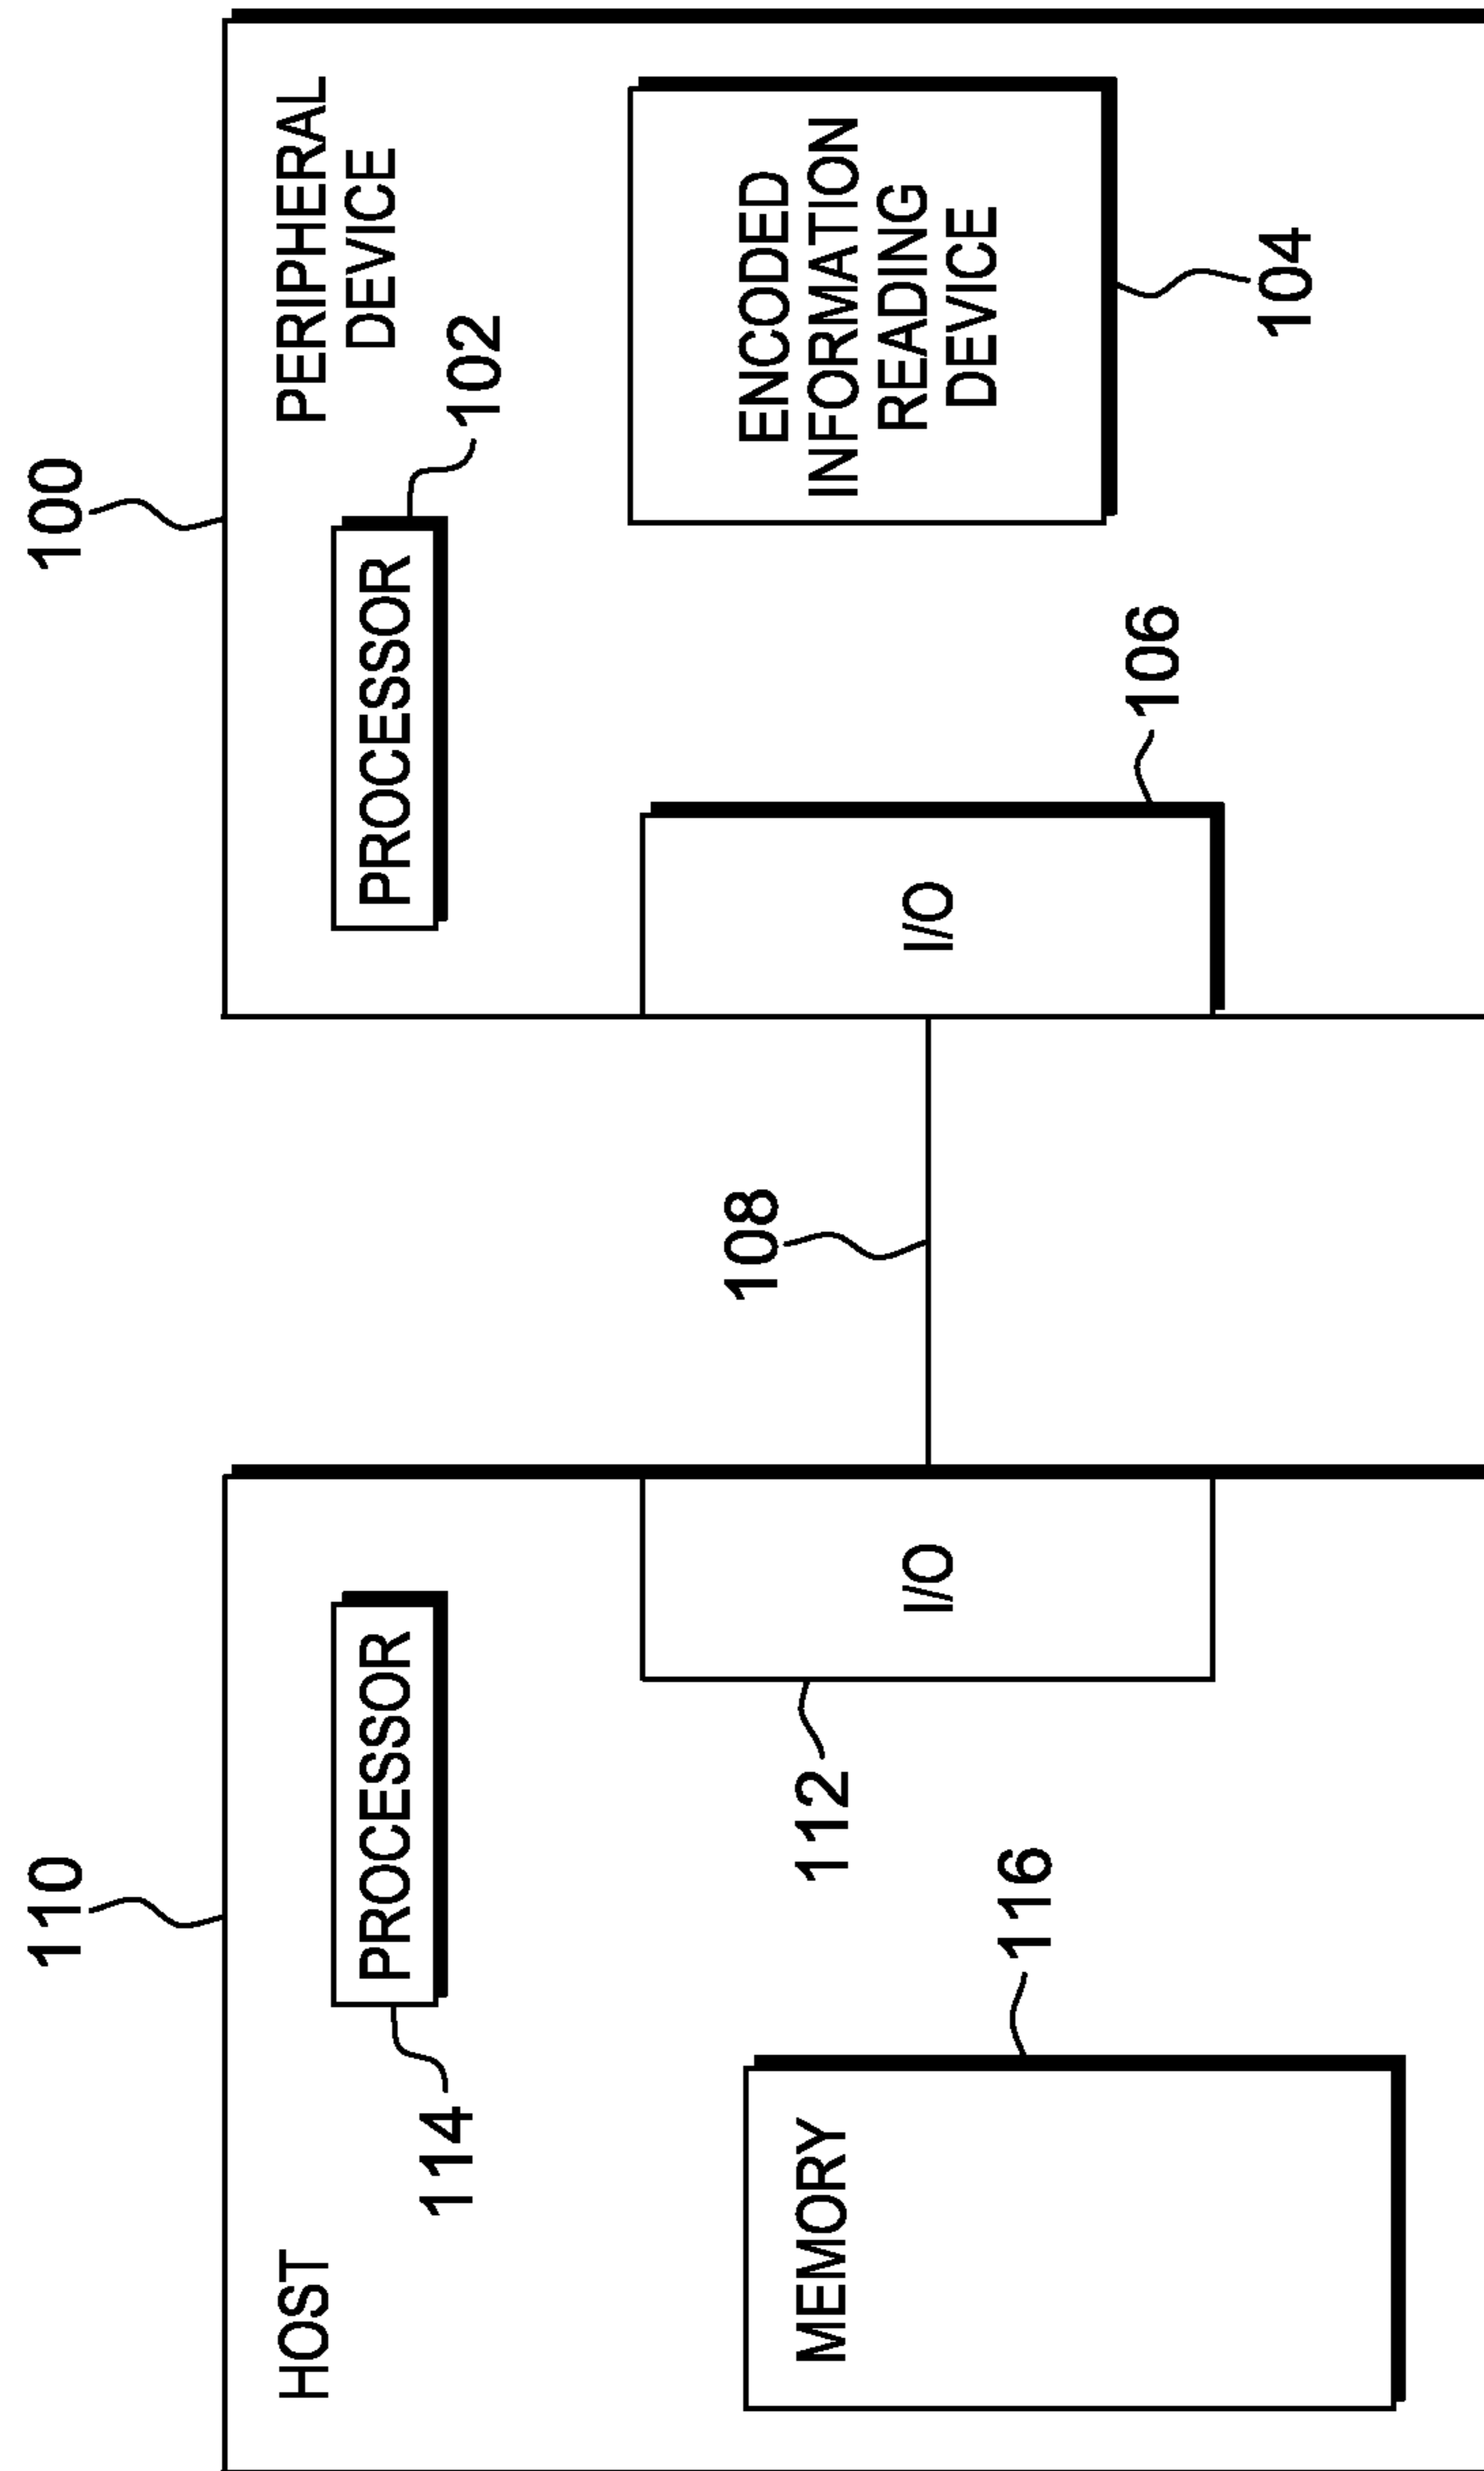 110
100
HOST
PERIPHERAL
DEVICE
PROCESSOR
PROCESSOR
114
102
108
MEMORY
112
I/O
I/O
ENCODED
INFORMATION
READING
DEVICE
116
106
104